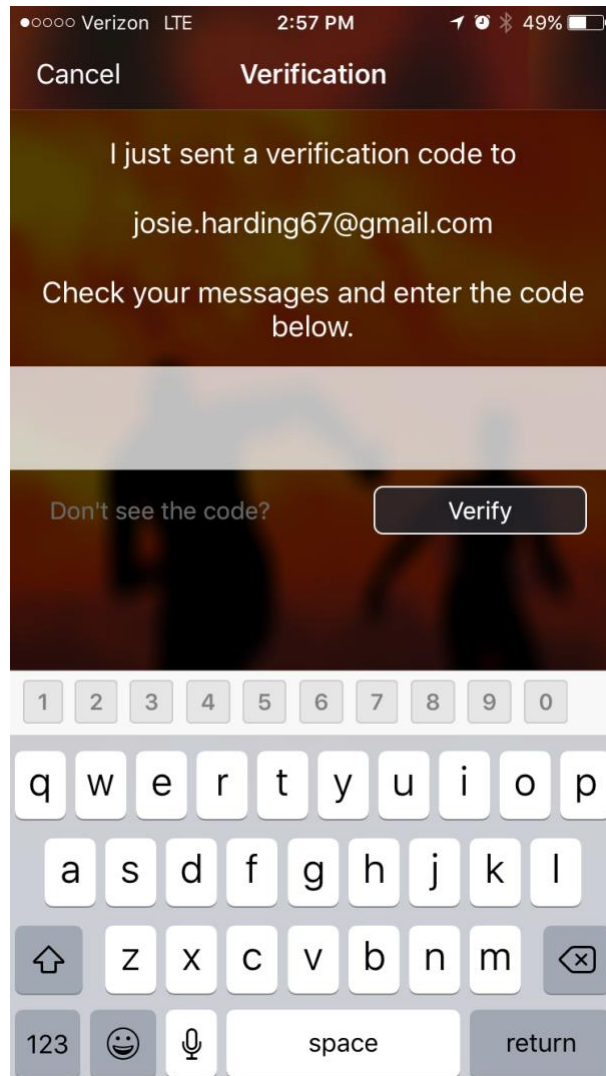 Verizon LTE 2:57 PM 49%
Cancel Verification
I just sent a verification code to
josie.harding67@gmail.com
Check your messages and enter the code
below.
Don't see the code? Verify
1 2 3 4 5 6 7 8 9 0
q w e r t y u i o p
a s d f g h j k l
z x c v b n m
123 space return